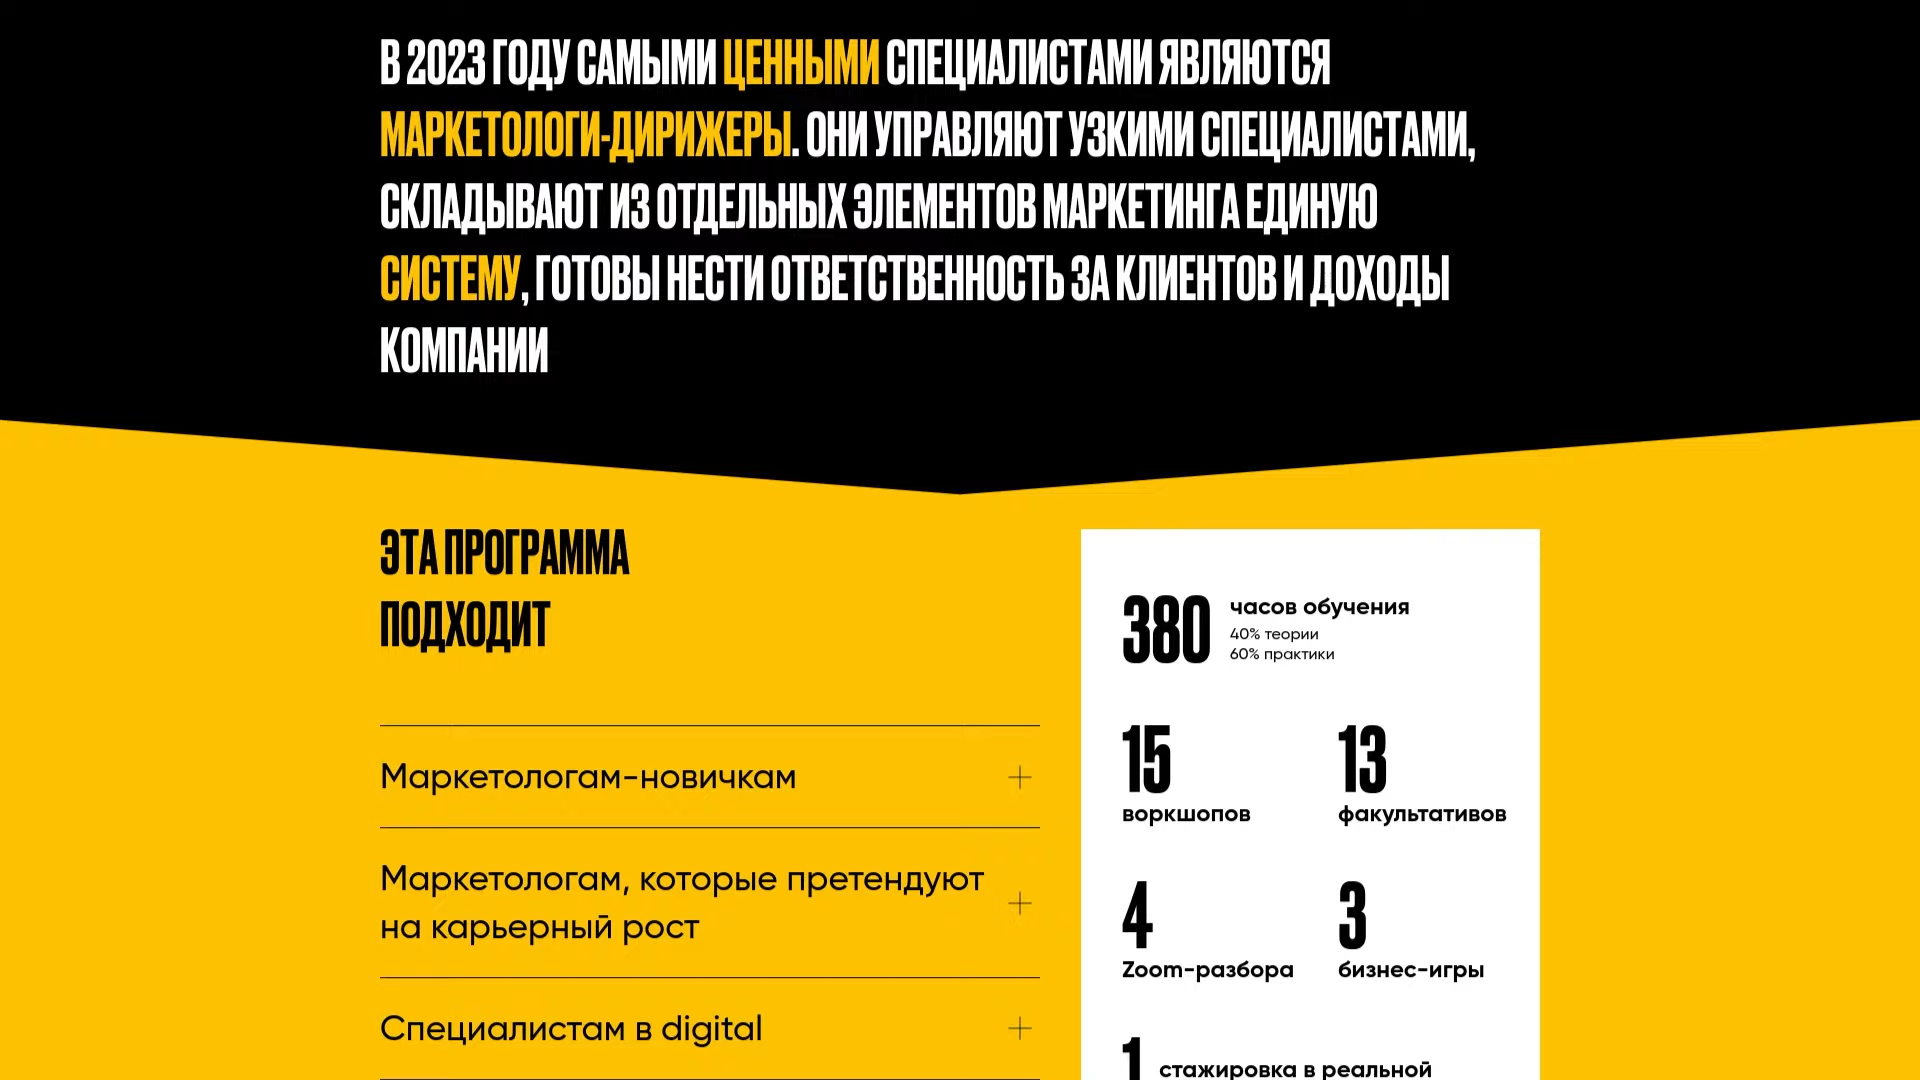 В 2023 ГОДУ САМЫМИ ЦЕННЫМИ СПЕЦИАЛИСТАМИ ЯВЛЯЮТСЯ
МАРКЕТОЛОГИ-ДИРИЖЕРЫ. ОНИ УПРАВЛЯЮТ УЗКИМИ СПЕЦИАЛИСТАМИ,
СКЛАДЫВАЮТ ИЗ ОТДЕЛЬНЫХ ЭЛЕМЕНТОВ МАРКЕТИНГА ЕДИНУЮ
СИСТЕМУ, ГОТОВЫ НЕСТИ ОТВЕТСТВЕННОСТЬ ЗА КЛИЕНТОВ И ДОХОДЫ
КОМПАНИИ
ЭТА ПРОГРАММА
ПОДХОДИТ
Маркетологам-новичкам
Маркетологам, которые претендуют
на карьерный рост
Специалистам в digital
380
часов обучения
40% теории
60% практики
15
воркшопов
13
факультативов
4
Zoom-разбора
3
бизнес-игры
1
стажировка в реальной